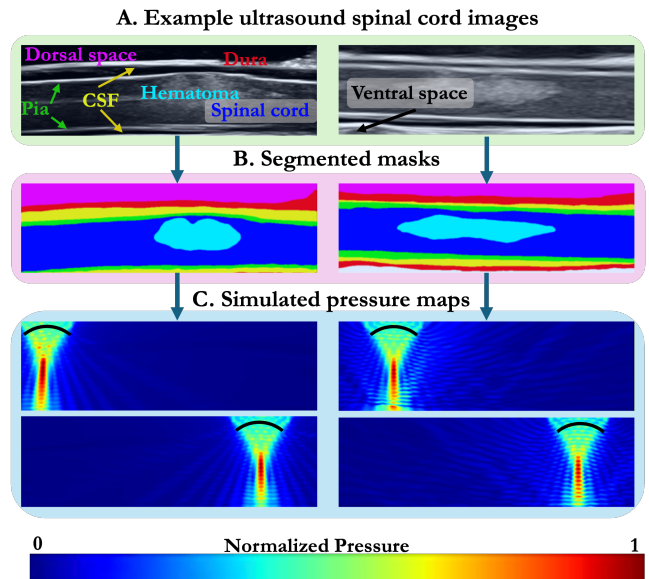 A. Example ultrasound spinal cord images
Dorsal space
Dura
CSF
Hematoma
Pia
Spinal cord
Ventral space
B. Segmented masks
C. Simulated pressure maps
0 Normalized Pressure 1